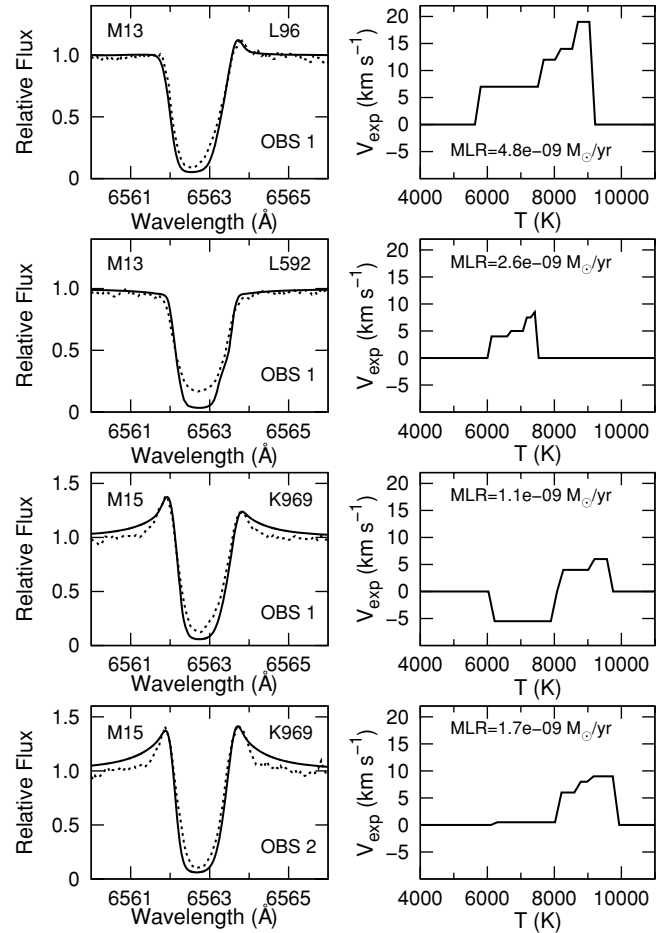 M13 L96
1.0
0.5
0
Relative Flux
OBS 1
6561 6563 6565
Wavelength (Å)
20
15
10
5
0
−5
V_exp (km s^−1)
MLR=4.8e−09 M_☉/yr
4000 6000 8000 10000
T (K)
M13 L592
1.0
0.5
0
Relative Flux
OBS 1
6561 6563 6565
Wavelength (Å)
20
15
10
5
0
−5
V_exp (km s^−1)
MLR=2.6e−09 M_☉/yr
4000 6000 8000 10000
T (K)
1.5
M15 K969
1.0
0.5
0
Relative Flux
OBS 1
6561 6563 6565
Wavelength (Å)
20
15
10
5
0
−5
V_exp (km s^−1)
MLR=1.1e−09 M_☉/yr
4000 6000 8000 10000
T (K)
1.5
M15 K969
1.0
0.5
0
Relative Flux
OBS 2
6561 6563 6565
Wavelength (Å)
20
15
10
5
0
−5
V_exp (km s^−1)
MLR=1.7e−09 M_☉/yr
4000 6000 8000 10000
T (K)